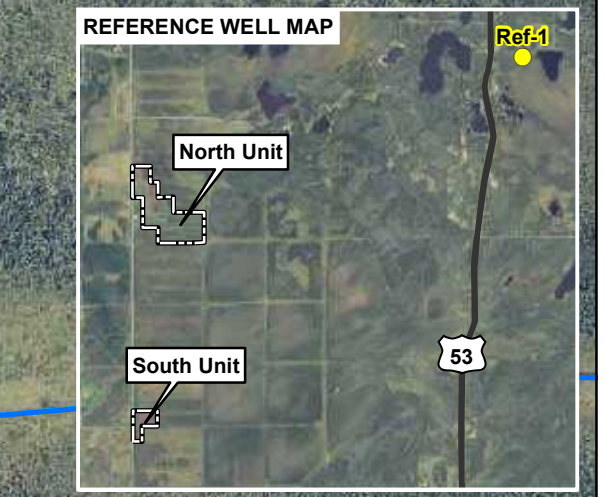 REFERENCE WELL MAP
Ref-1
North Unit
53
South Unit